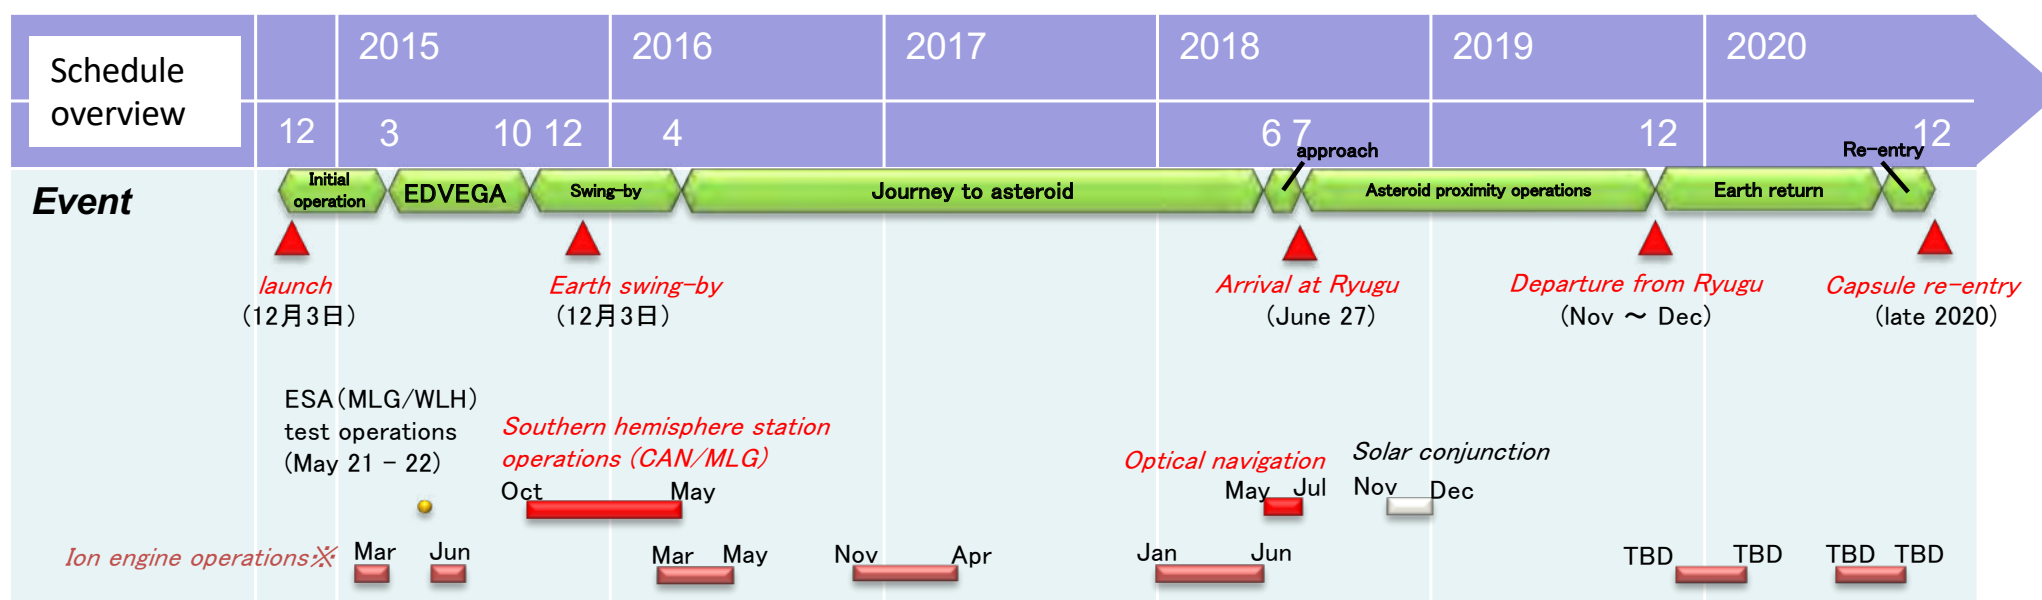 Schedule
overview
2015 2016 2017 2018 2019 2020
12 3 10 12 4 6 7 12 12
approach
Re-entry
Event
Initial
operation
EDVEGA
Swing-by
Journey to asteroid
Asteroid proximity operations
Earth return
launch
(12月3日)
Earth swing-by
(12月3日)
Arrival at Ryugu
(June 27)
Departure from Ryugu
(Nov ～ Dec)
Capsule re-entry
(late 2020)
ESA(MLG/WLH)
test operations
(May 21 - 22)
Southern hemisphere station
operations (CAN/MLG)
Oct May
Optical navigation
May Jul
Solar conjunction
Nov Dec
Ion engine operations※
Mar Jun Mar May Nov Apr Jan Jun TBD TBD TBD TBD